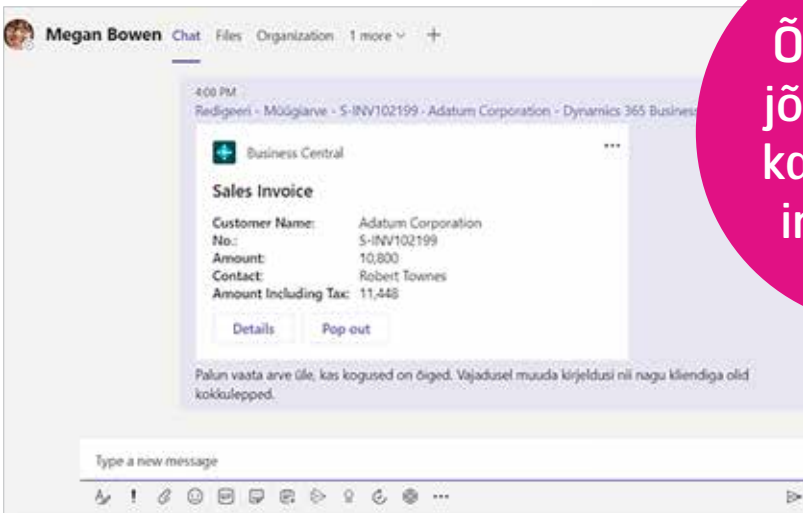 Megan Bowen Chat Files Organization 1 more
4:00 PM
Redigeeri - Müügiarve - S-INV102199 - Adatum Corporation - Dynamics 365 Business
Business Central
Sales Invoice
Customer Name: Adatum Corporation
No.: S-INV102199
Amount: 10,800
Contact: Robert Townes
Amount Including Tax: 11,448
Details Pop out
Palun vaata arve üle, kas kogused on õiged. Vajadusel muuda kirjeldusi nii nagu kliendiga olid
kokkulepped.
Type a new message
GIF